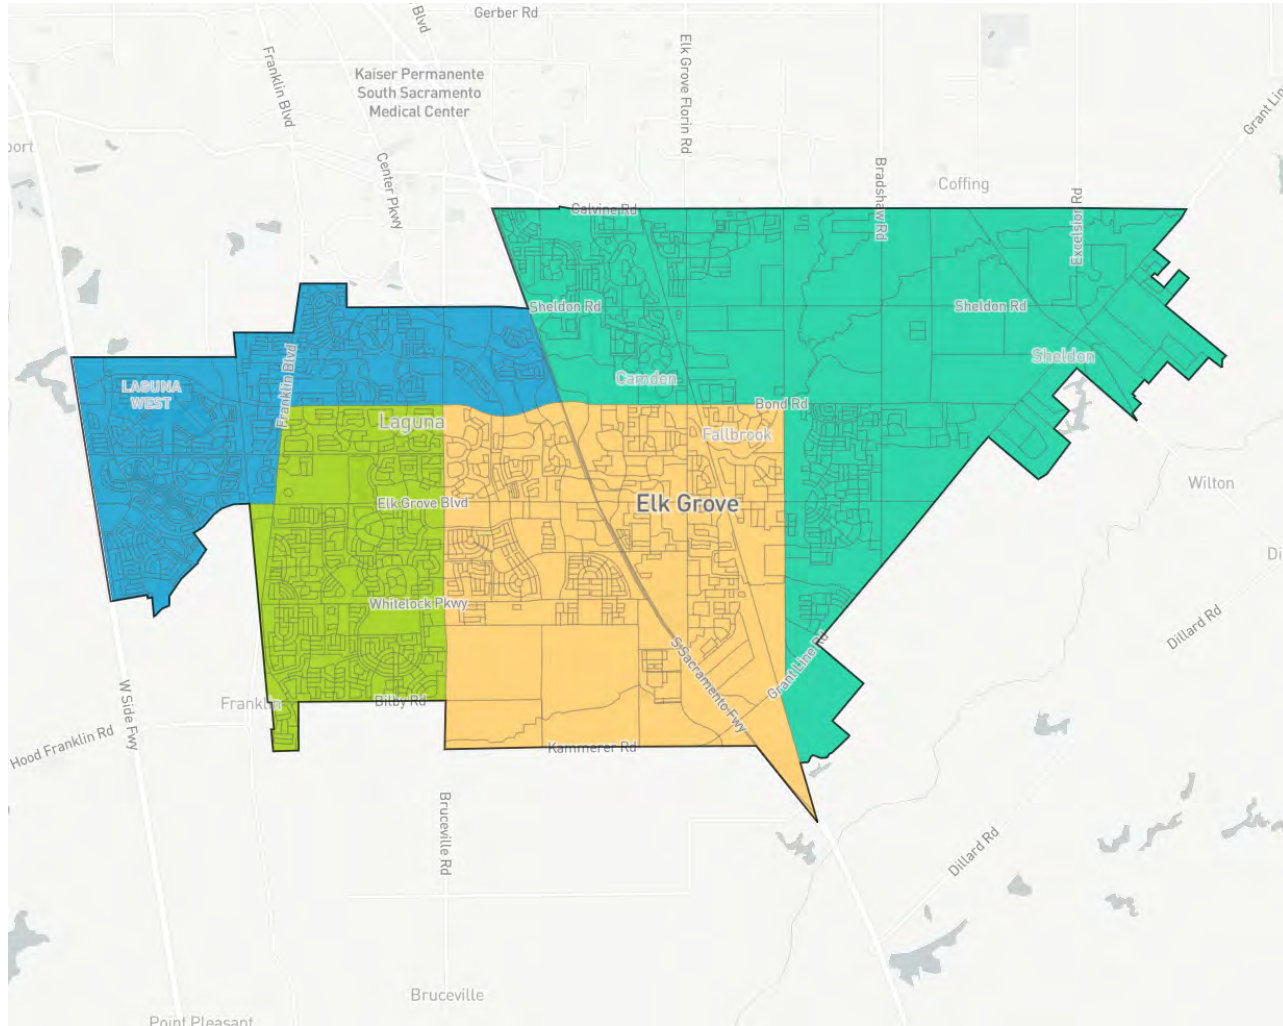 Gerber Rd
Blvd
Franklin Blvd
Kaiser Permanente
South Sacramento
Medical Center
Elk Grove Florin Rd
Grant Lin
port
Center Pkwy
Bradshaw Rd
Coffing
Excelsior Rd
Calvine Rd
Sheldon Rd
Sheldon Rd
Sheldon
LAGUNA
WEST
Franklin Blvd
Camden
Laguna
Bond Rd
Fallbrook
Elk Grove Blvd
Elk Grove
Wilton
Di
Whitelock Pkwy
Dillard Rd
S Sacramento Fwy
Grant Line Rd
Franklin
Bilby Rd
W Side Fwy
Hood Franklin Rd
Kammerer Rd
Bruceville Rd
Dillard Rd
Bruceville
Point Pleasant